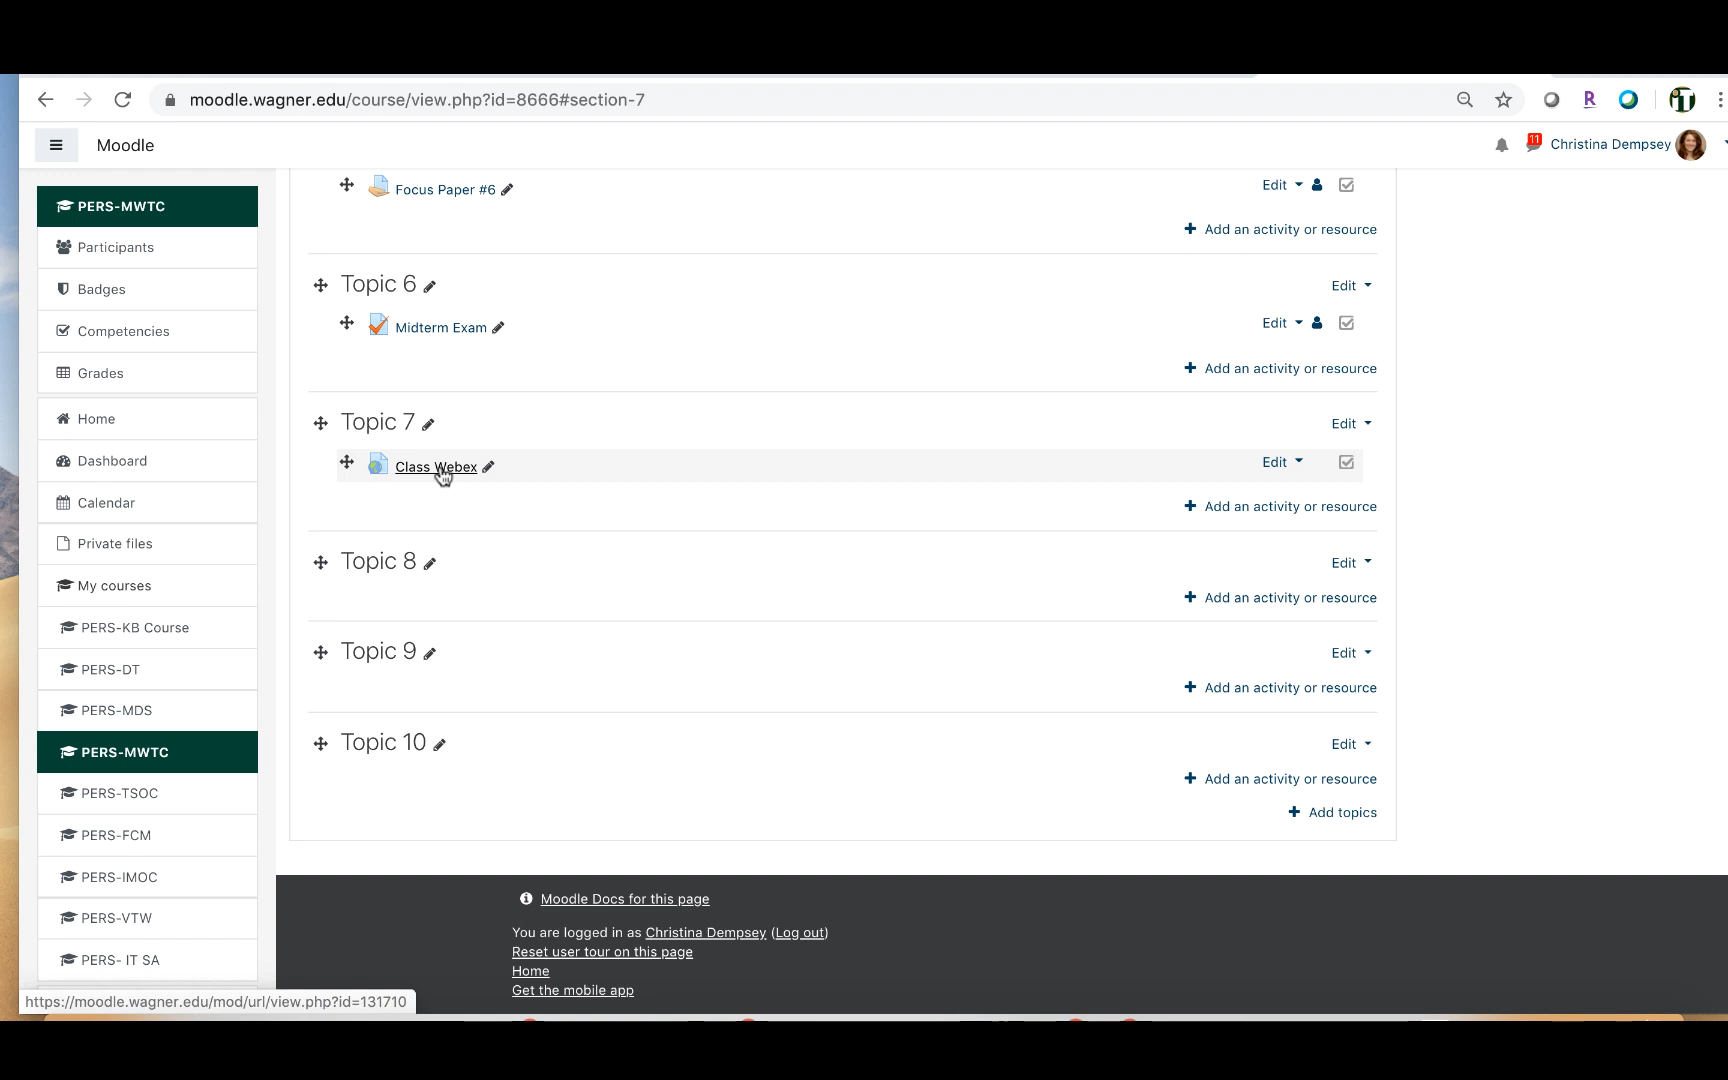 moodle.wagner.edu/course/view.php?id=8666#section-7
R
Moodle
11
Christina Dempsey
PERS-MWTC
Participants
Badges
Competencies
Grades
Home
Dashboard
Calendar
Private files
My courses
PERS-KB Course
PERS-DT
PERS-MDS
PERS-MWTC
PERS-TSOC
PERS-FCM
PERS-IMOC
PERS-VTW
PERS- IT SA
https://moodle.wagner.edu/mod/url/view.php?id=131710
Focus Paper #6 Edit
Add an activity or resource
Topic 6 Edit
Midterm Exam Edit
Add an activity or resource
Topic 7 Edit
Class Webex Edit
Add an activity or resource
Topic 8 Edit
Add an activity or resource
Topic 9 Edit
Add an activity or resource
Topic 10 Edit
Add an activity or resource
Add topics
Moodle Docs for this page
You are logged in as Christina Dempsey (Log out)
Reset user tour on this page
Home
Get the mobile app